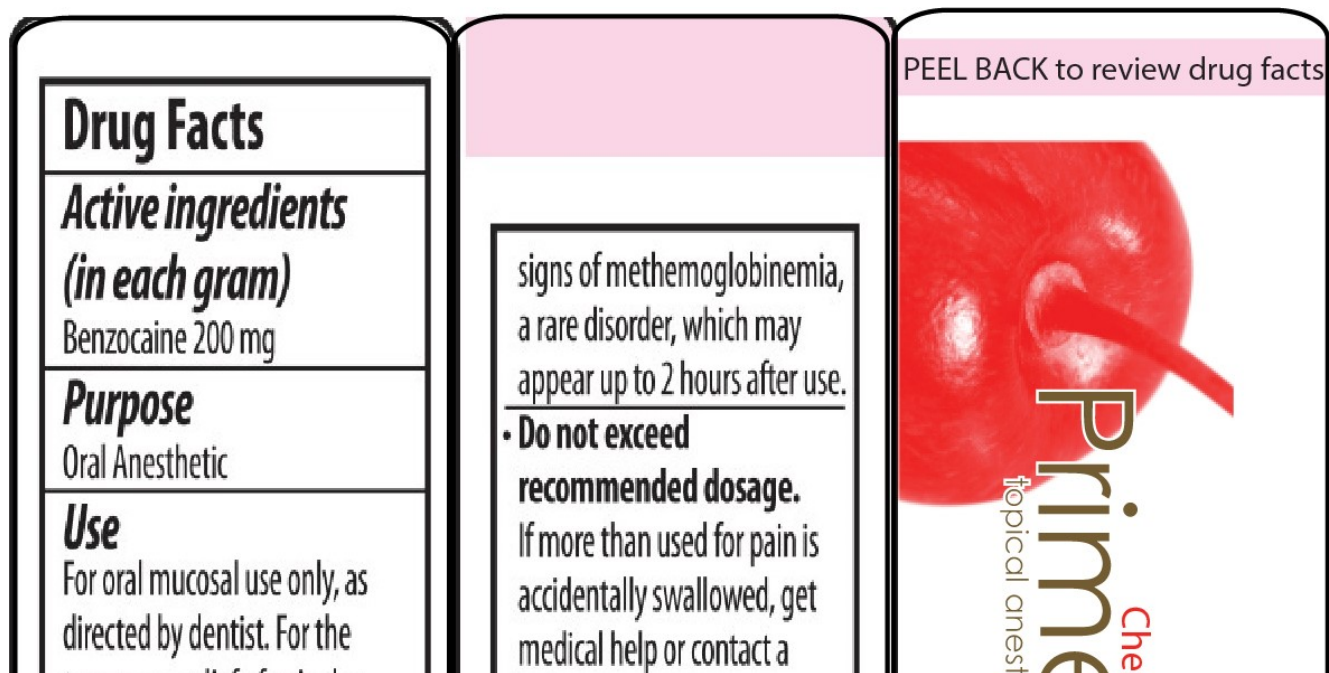 Drug Facts
Active ingredients
(in each gram)
Benzocaine 200 mg
Purpose
Oral Anesthetic
Use
For oral mucosal use only, as
directed by dentist. For the
signs of methemoglobinemia,
a rare disorder, which may
appear up to 2 hours after use.
• Do not exceed
recommended dosage.
If more than used for pain is
accidentally swallowed, get
medical help or contact a
PEEL BACK to review drug facts
Prime
topical